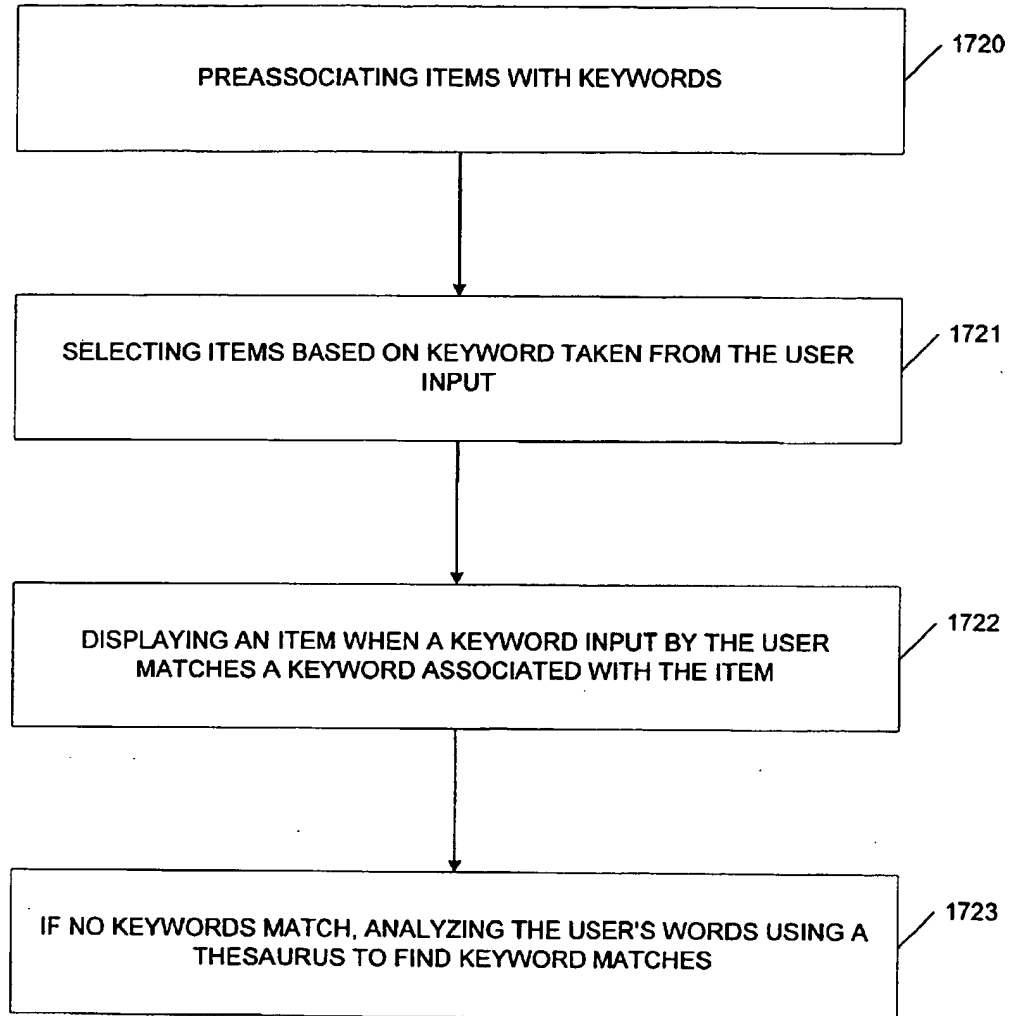 PREASSOCIATING ITEMS WITH KEYWORDS
1720
SELECTING ITEMS BASED ON KEYWORD TAKEN FROM THE USER
INPUT
1721
DISPLAYING AN ITEM WHEN A KEYWORD INPUT BY THE USER
MATCHES A KEYWORD ASSOCIATED WITH THE ITEM
1722
IF NO KEYWORDS MATCH, ANALYZING THE USER'S WORDS USING A
THESAURUS TO FIND KEYWORD MATCHES
1723